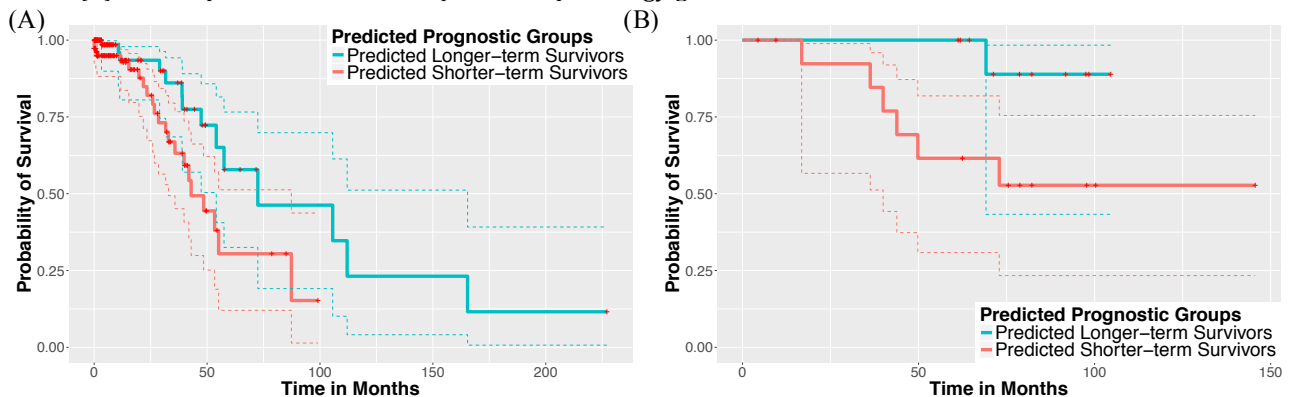 (A)
Predicted Prognostic Groups
Predicted Longer-term Survivors
Predicted Shorter-term Survivors
Probability of Survival
1.00
0.75
0.50
0.25
0.00
0 50 100 150 200
Time in Months
(B)
Probability of Survival
1.00
0.75
0.50
0.25
0.00
Predicted Prognostic Groups
Predicted Longer-term Survivors
Predicted Shorter-term Survivors
0 50 100 150
Time in Months